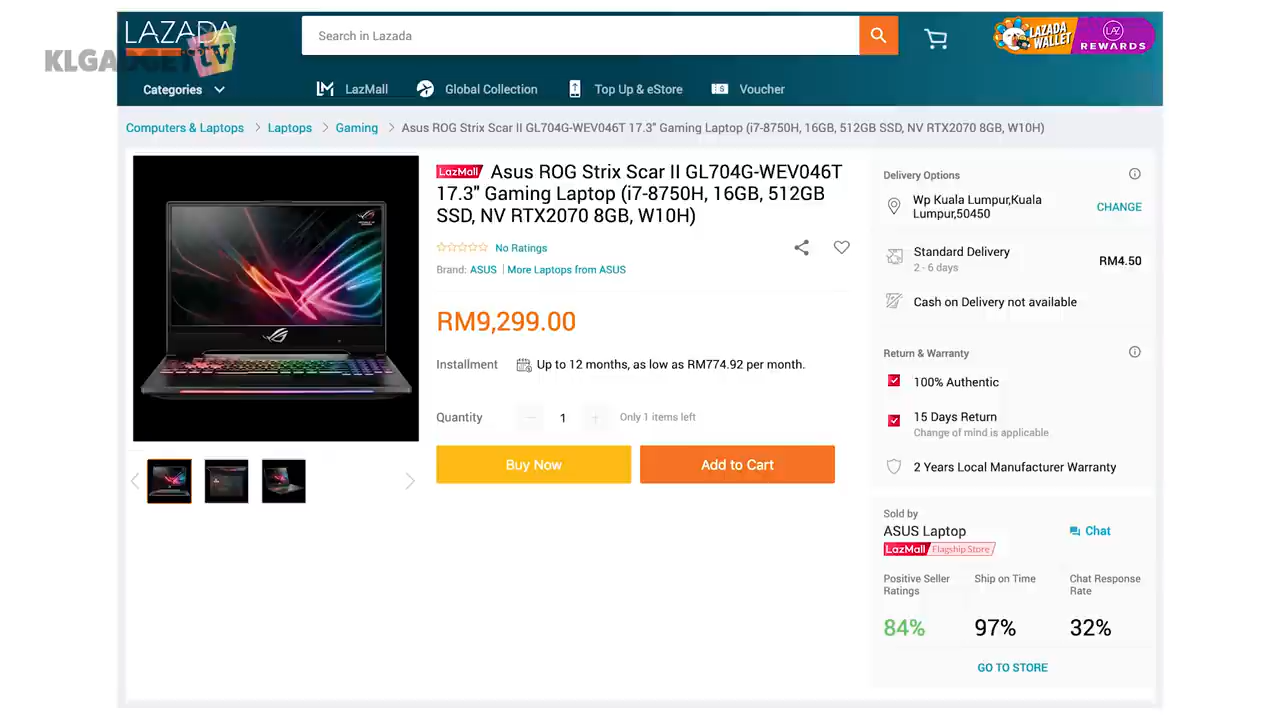 LAZADA
KLGADGET TV
Search in Lazada
LAZADA WALLET
LAZ
REWARDS
Categories
LazMall
Global Collection
Top Up & eStore
Voucher
Computers & Laptops
Laptops
Gaming
Asus ROG Strix Scar II GL704G-WEV046T 17.3" Gaming Laptop (i7-8750H, 16GB, 512GB SSD, NV RTX2070 8GB, W10H)
LazMall Asus ROG Strix Scar II GL704G-WEV046T
17.3" Gaming Laptop (i7-8750H, 16GB, 512GB
SSD, NV RTX2070 8GB, W10H)
No Ratings
Brand: ASUS | More Laptops from ASUS
RM9,299.00
Installment
Up to 12 months, as low as RM774.92 per month.
Quantity
1
Only 1 items left
Buy Now
Add to Cart
Delivery Options
Wp Kuala Lumpur,Kuala
Lumpur,50450
CHANGE
Standard Delivery
2 - 6 days
RM4.50
Cash on Delivery not available
Return & Warranty
100% Authentic
15 Days Return
Change of mind is applicable
2 Years Local Manufacturer Warranty
Sold by
ASUS Laptop
Chat
LazMall Flagship Store
Positive Seller
Ratings
Ship on Time
Chat Response
Rate
84%
97%
32%
GO TO STORE